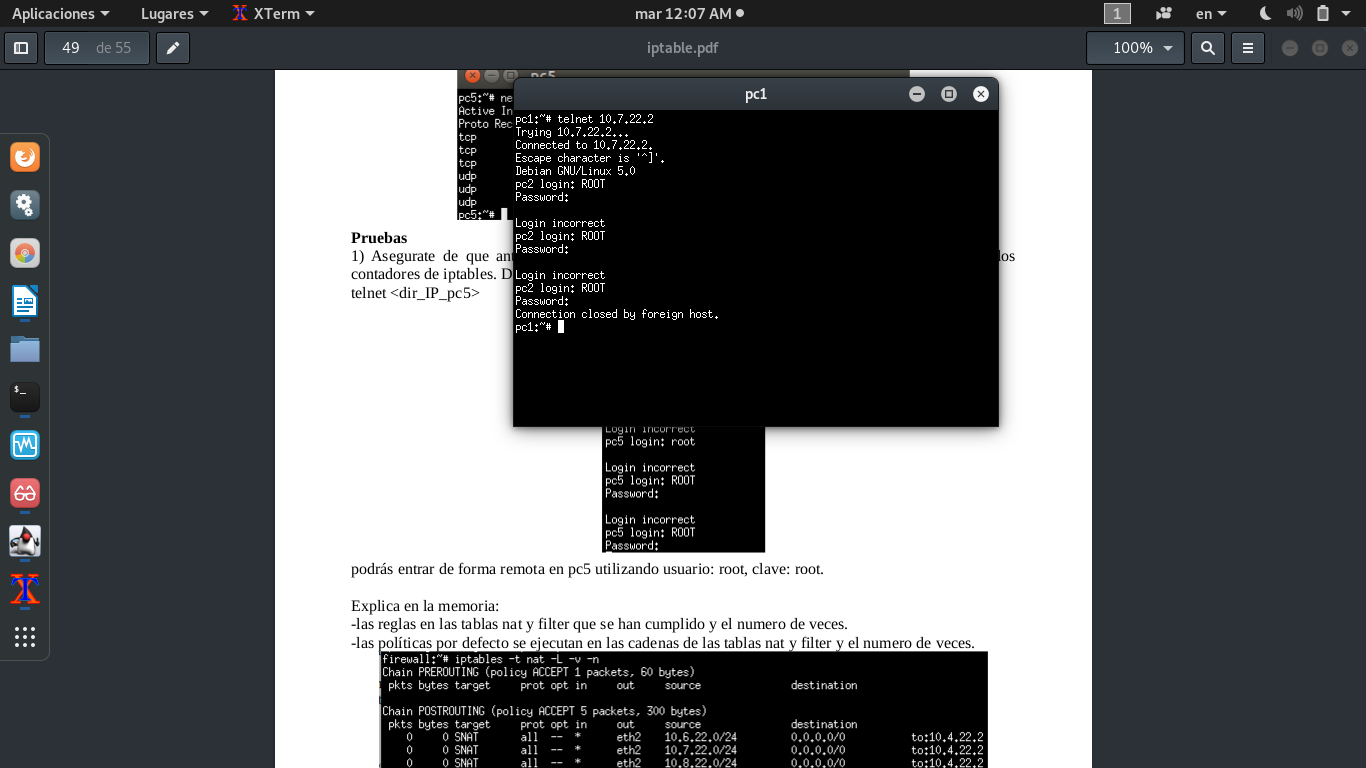 Aplicaciones Lugares XTerm mar 12:07 AM 1 en
49 de 55 iptable.pdf 100%
pc5
pc5:~# ne
Active In
Proto Rec
tcp
tcp
tcp
udp
udp
udp
pc5:~#
pc1
pc1:~# telnet 10.7.22.2
Trying 10.7.22.2...
Connected to 10.7.22.2.
Escape character is '^]'.
Debian GNU/Linux 5.0
pc2 login: ROOT
Password:
Login incorrect
pc2 login: ROOT
Password:
Login incorrect
pc2 login: ROOT
Password:
Connection closed by foreign host.
pc1:~#
Pruebas
1) Asegurate de que ant los
contadores de iptables. D
telnet <dir_IP_pc5>
Login incorrect
pc5 login: root
Login incorrect
pc5 login: ROOT
Password:
Login incorrect
pc5 login: ROOT
Password:
podrás entrar de forma remota en pc5 utilizando usuario: root, clave: root.
Explica en la memoria:
-las reglas en las tablas nat y filter que se han cumplido y el numero de veces.
-las políticas por defecto se ejecutan en las cadenas de las tablas nat y filter y el numero de veces.
firewall:~# iptables -t nat -L -v -n
Chain PREROUTING (policy ACCEPT 1 packets, 60 bytes)
pkts bytes target prot opt in out source destination
Chain POSTROUTING (policy ACCEPT 5 packets, 300 bytes)
pkts bytes target prot opt in out source destination
0 0 SNAT all -- * eth2 10.6.22.0/24 0.0.0.0/0 to:10.4.22.2
0 0 SNAT all -- * eth2 10.7.22.0/24 0.0.0.0/0 to:10.4.22.2
0 0 SNAT all -- * eth2 10.8.22.0/24 0.0.0.0/0 to:10.4.22.2